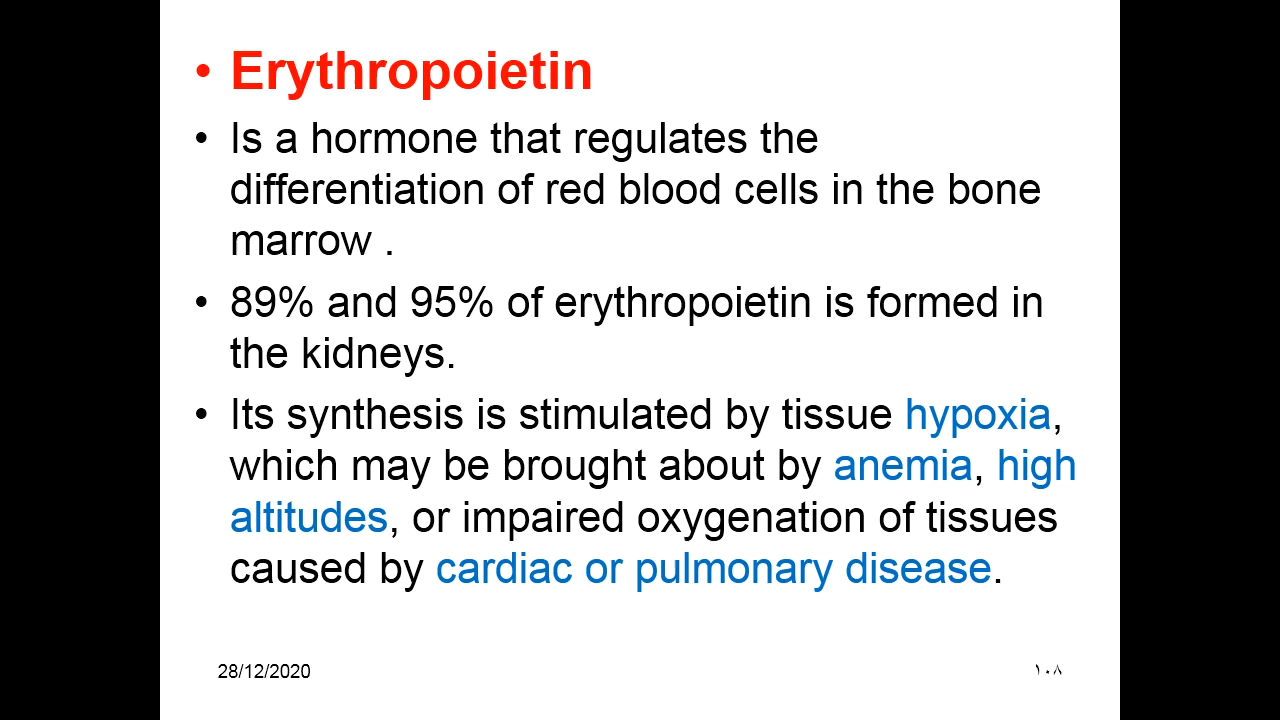 • Erythropoietin
• Is a hormone that regulates the
differentiation of red blood cells in the bone
marrow .
• 89% and 95% of erythropoietin is formed in
the kidneys.
• Its synthesis is stimulated by tissue hypoxia,
which may be brought about by anemia, high
altitudes, or impaired oxygenation of tissues
caused by cardiac or pulmonary disease.
28/12/2020
١٠٨